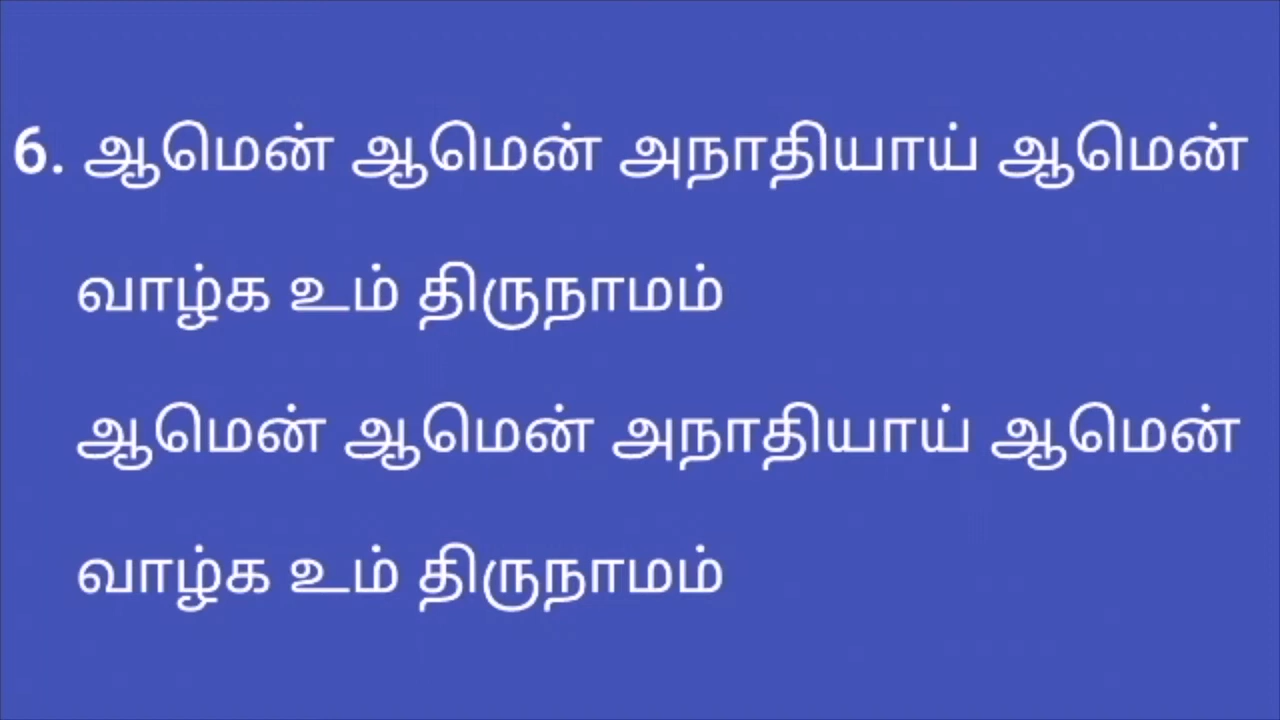 6. ஆமென் ஆமென் அநாதியாய் ஆமென்
வாழ்க உம் திருநாமம்
ஆமென் ஆமென் அநாதியாய் ஆமென்
வாழ்க உம் திருநாமம்